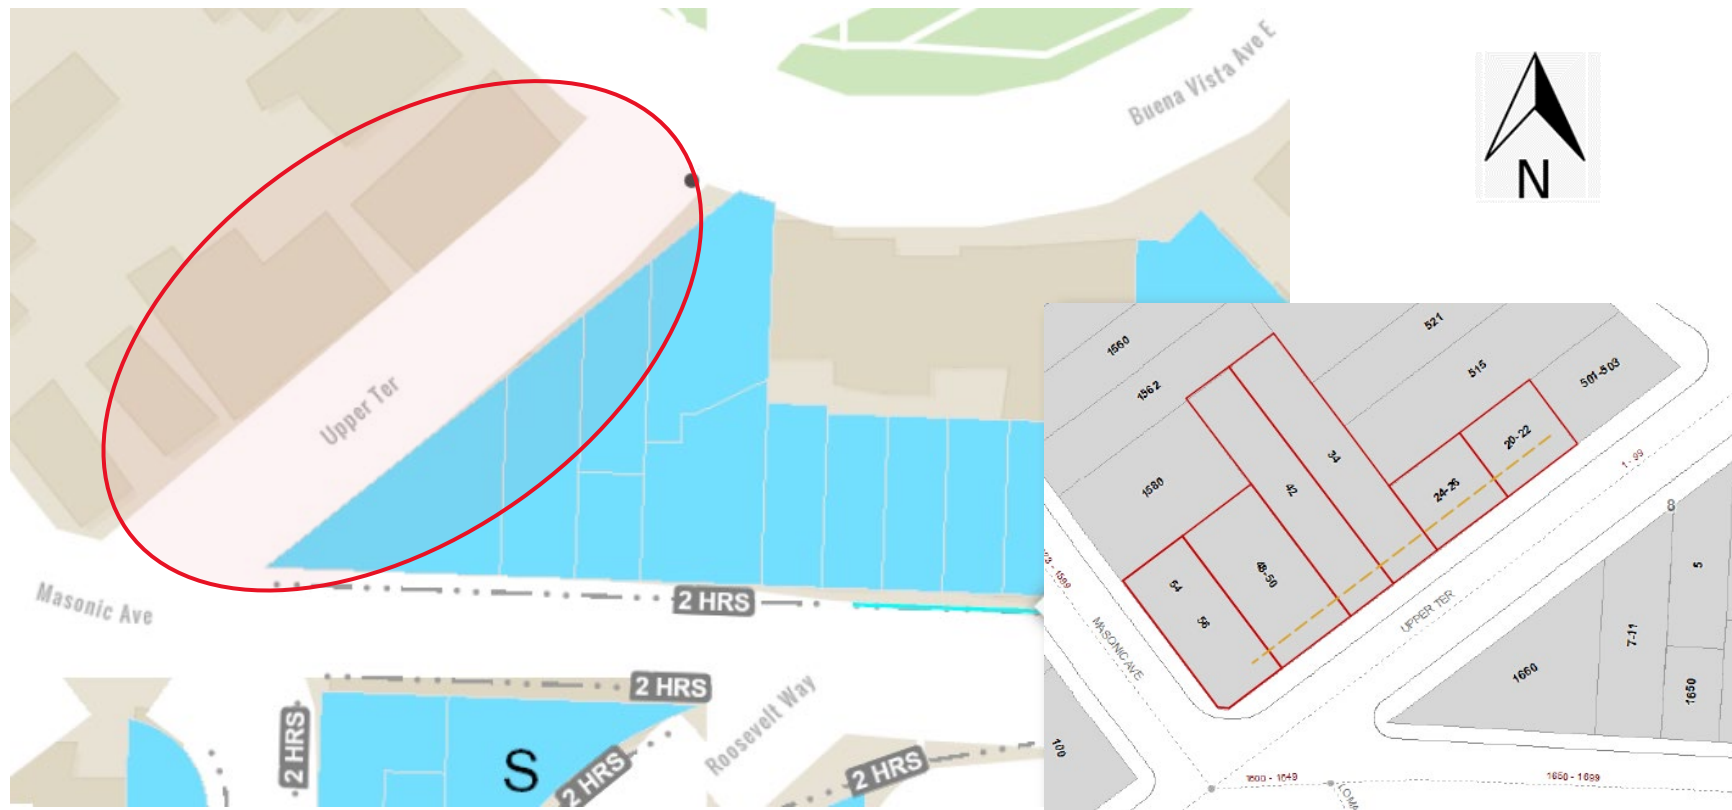 Buena Vista Ave E
N
Upper Ter
Masonic Ave
2 HRS
2 HRS
2 HRS
S
2 HRS
Roosevelt Way
2 HRS
1560
1562
521
515
501-503
1580
34
42
20-22
24-26
48-50
54
56
1 - 99
8
MASONIC AVE
UPPER TER
5
7-11
1660
1650
100
1600 - 1649
1650 - 1699